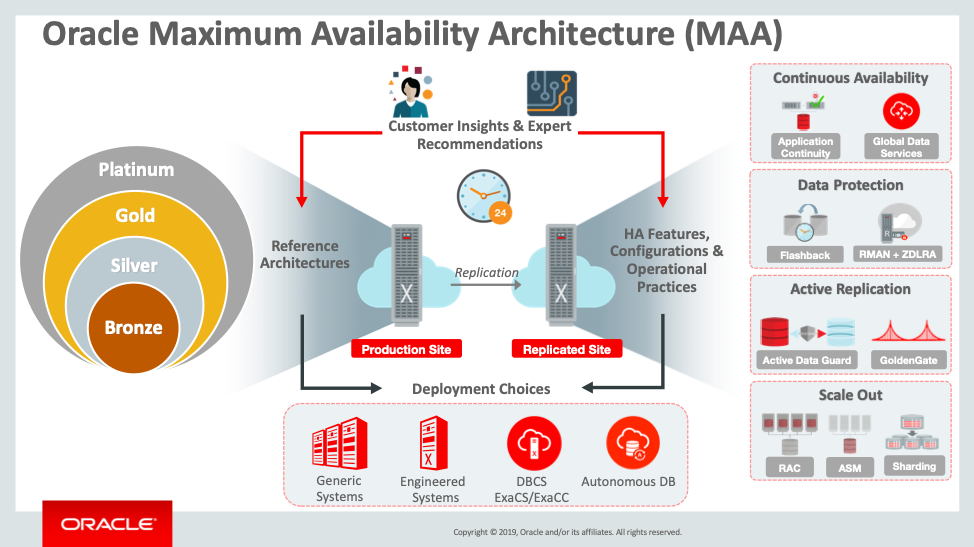 Oracle Maximum Availability Architecture (MAA)
Customer Insights & Expert
Recommendations
24
Platinum
Gold
Silver
Bronze
Reference
Architectures
X
Production Site
Replication
X
Replicated Site
HA Features,
Configurations &
Operational
Practices
Deployment Choices
Generic
Systems
X
Engineered
Systems
X
DBCS
ExaCS/ExaCC
Autonomous DB
Continuous Availability
Application
Continuity
Global Data
Services
Data Protection
Flashback
RMAN + ZDLRA
Active Replication
Active Data Guard
GoldenGate
Scale Out
RAC
ASM
Sharding
ORACLE
Copyright © 2019, Oracle and/or its affiliates. All rights reserved.